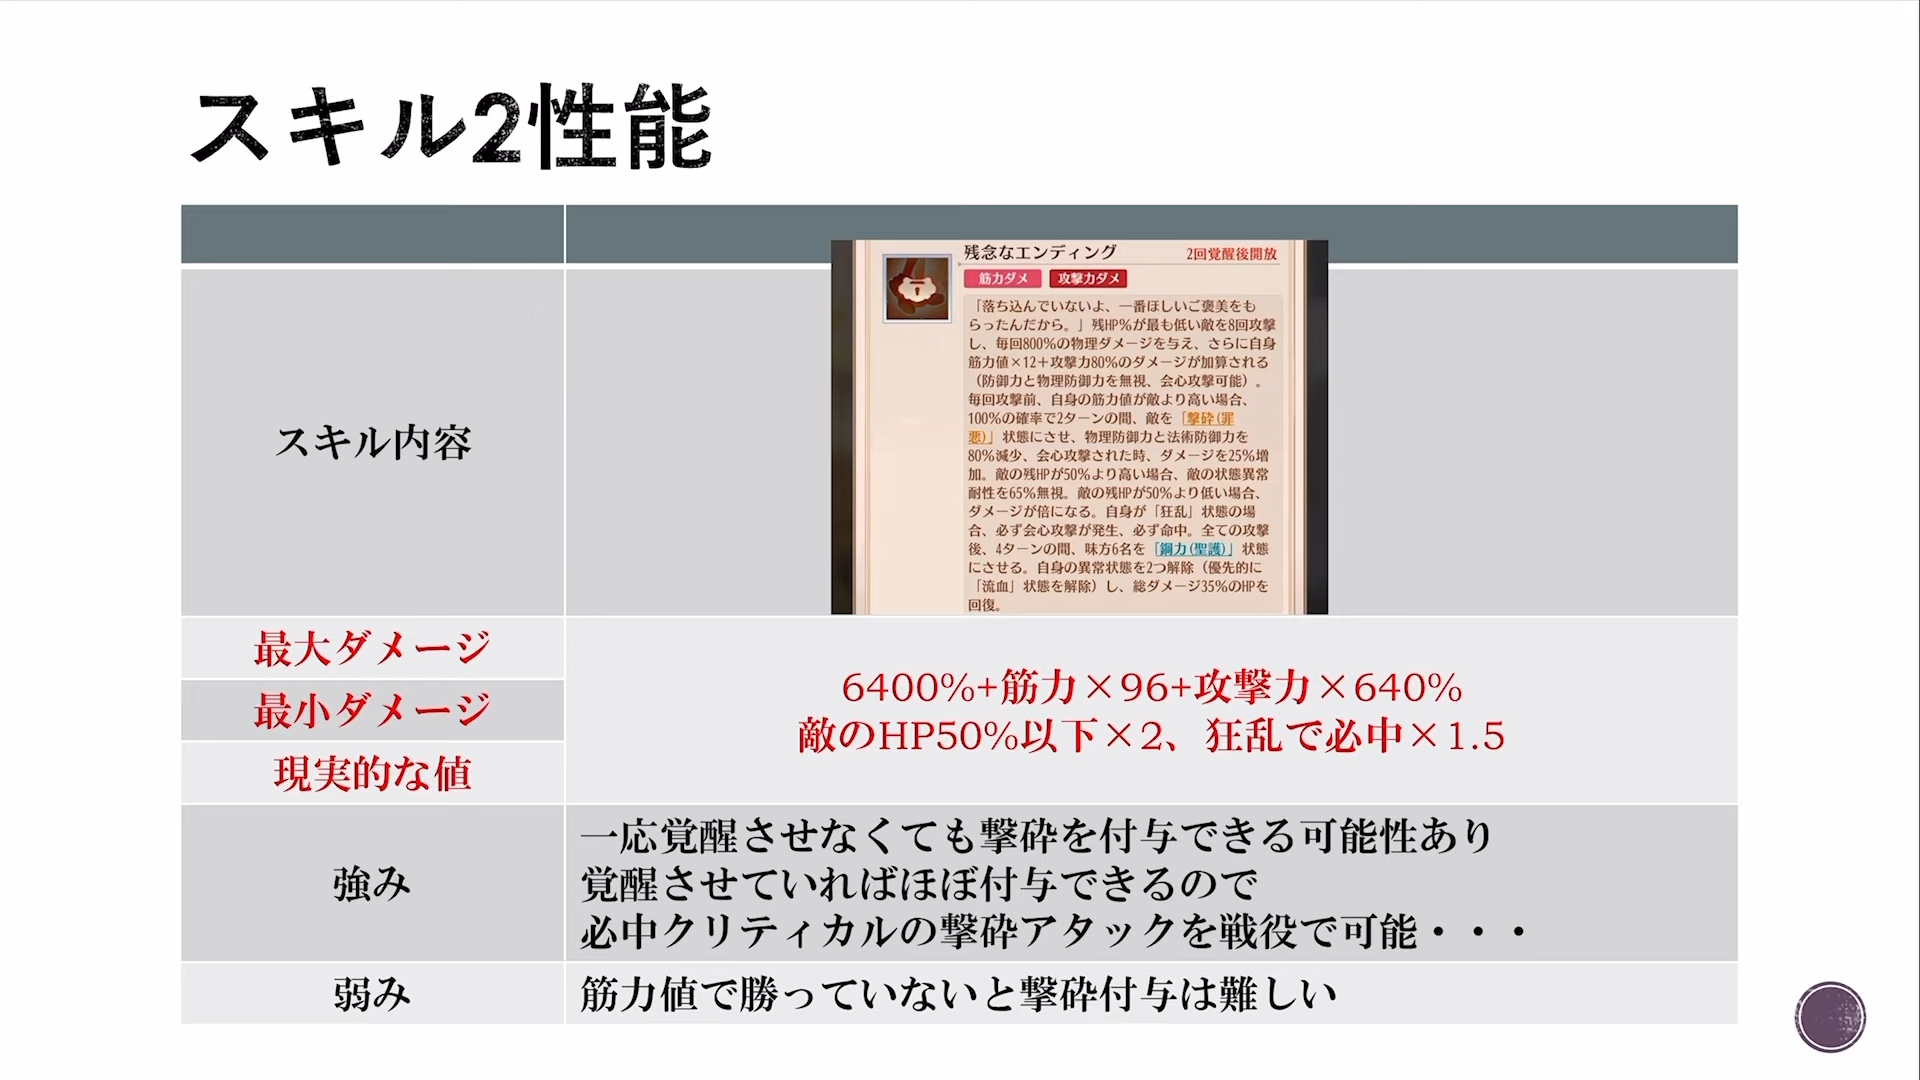 スキル2性能
残念なエンディング
2回覚醒後開放
筋力ダメ 攻撃力ダメ
「落ち込んでいないよ、一番ほしいご褒美をも
らったんだから。」残HP%が最も低い敵を8回攻撃
し、毎回800%の物理ダメージを与え、さらに自身
筋力値×12+攻撃力80%のダメージが加算される
(防御力と物理防御力を無視、会心攻撃可能)。
毎回攻撃前、自身の筋力値が敵より高い場合、
100%の確率で2ターンの間、敵を「撃砕(罪
悪)」状態にさせ、物理防御力と法術防御力を
80%減少、会心攻撃された時、ダメージを25%増
加。敵の残HPが50%より高い場合、敵の状態異常
耐性を65%無視。敵の残HPが50%より低い場合、
ダメージが倍になる。自身が「狂乱」状態の場
合、必ず会心攻撃が発生、必ず命中。全ての攻撃
後、4ターンの間、味方6名を「鋼力(聖護)」状態
にさせる。自身の異常状態を2つ解除(優先的に
「流血」状態を解除)し、総ダメージ35%のHPを
回復。
スキル内容
最大ダメージ
最小ダメージ
現実的な値
6400%+筋力×96+攻撃力×640%
敵のHP50%以下×2、狂乱で必中×1.5
強み
一応覚醒させなくても撃砕を付与できる可能性あり
覚醒させていればほぼ付与できるので
必中クリティカルの撃砕アタックを戦役で可能・・・
弱み
筋力値で勝っていないと撃砕付与は難しい